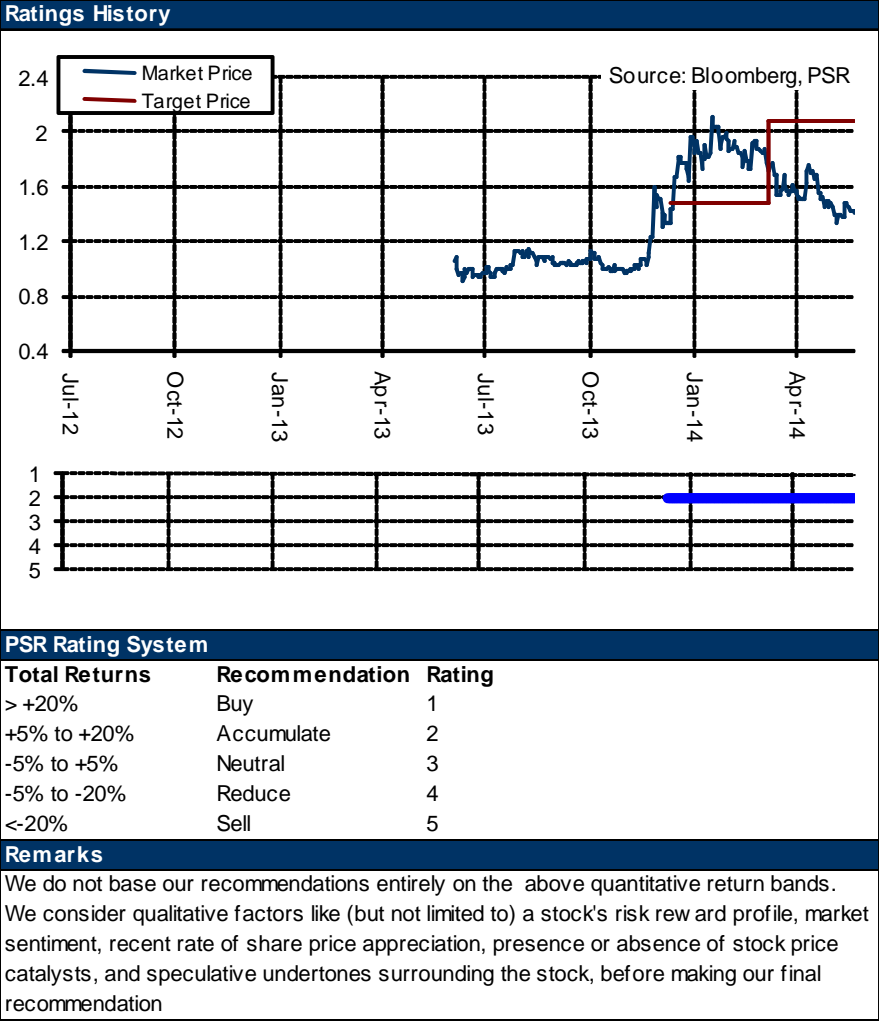 Ratings History
Market Price
Target Price
Source: Bloomberg, PSR
2.4
2
1.6
1.2
0.8
0.4
Jul-12
Oct-12
Jan-13
Apr-13
Jul-13
Oct-13
Jan-14
Apr-14
1
2
3
4
5
PSR Rating System
Total Returns Recommendation Rating
> +20% Buy 1
+5% to +20% Accumulate 2
-5% to +5% Neutral 3
-5% to -20% Reduce 4
<-20% Sell 5
Remarks
We do not base our recommendations entirely on the above quantitative return bands.
We consider qualitative factors like (but not limited to) a stock's risk rew ard profile, market
sentiment, recent rate of share price appreciation, presence or absence of stock price
catalysts, and speculative undertones surrounding the stock, before making our final
recommendation